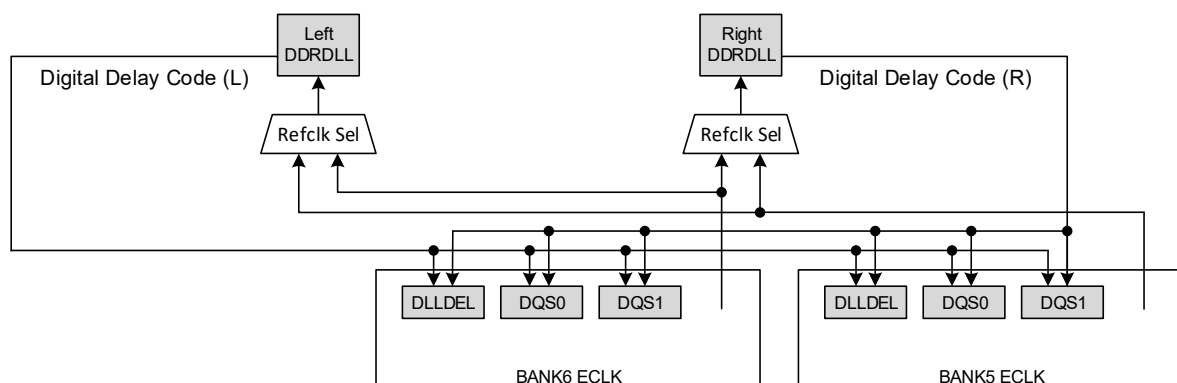 Left
DDRDLL
Right
DDRDLL
Digital Delay Code (L)
Digital Delay Code (R)
Refclk Sel
Refclk Sel
DLLDEL
DQS0
DQS1
DLLDEL
DQS0
DQS1
BANK6 ECLK
BANK5 ECLK